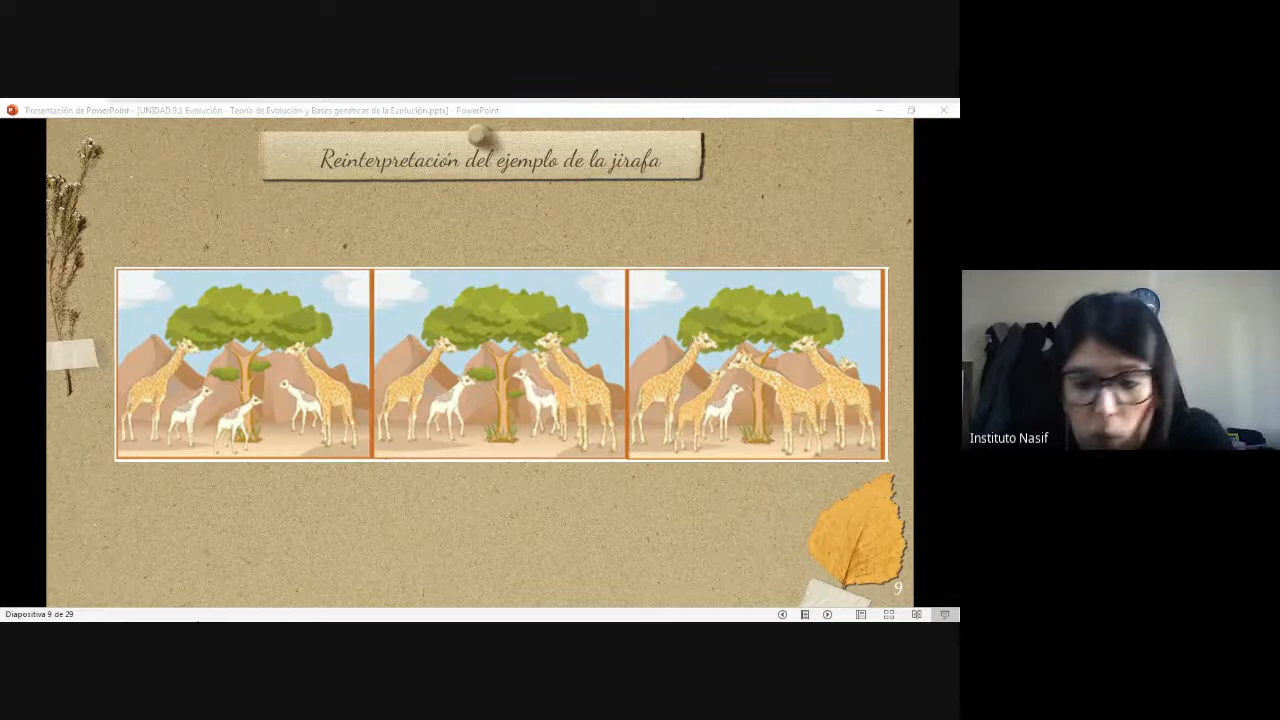 Presentación de PowerPoint - [UNIDAD 9.1 Evolución - Teoría de Evolución y Bases genéticas de la Evolución.pptx] - PowerPoint
Reinterpretación del ejemplo de la jirafa
Instituto Nasif
9
Diapositiva 9 de 29